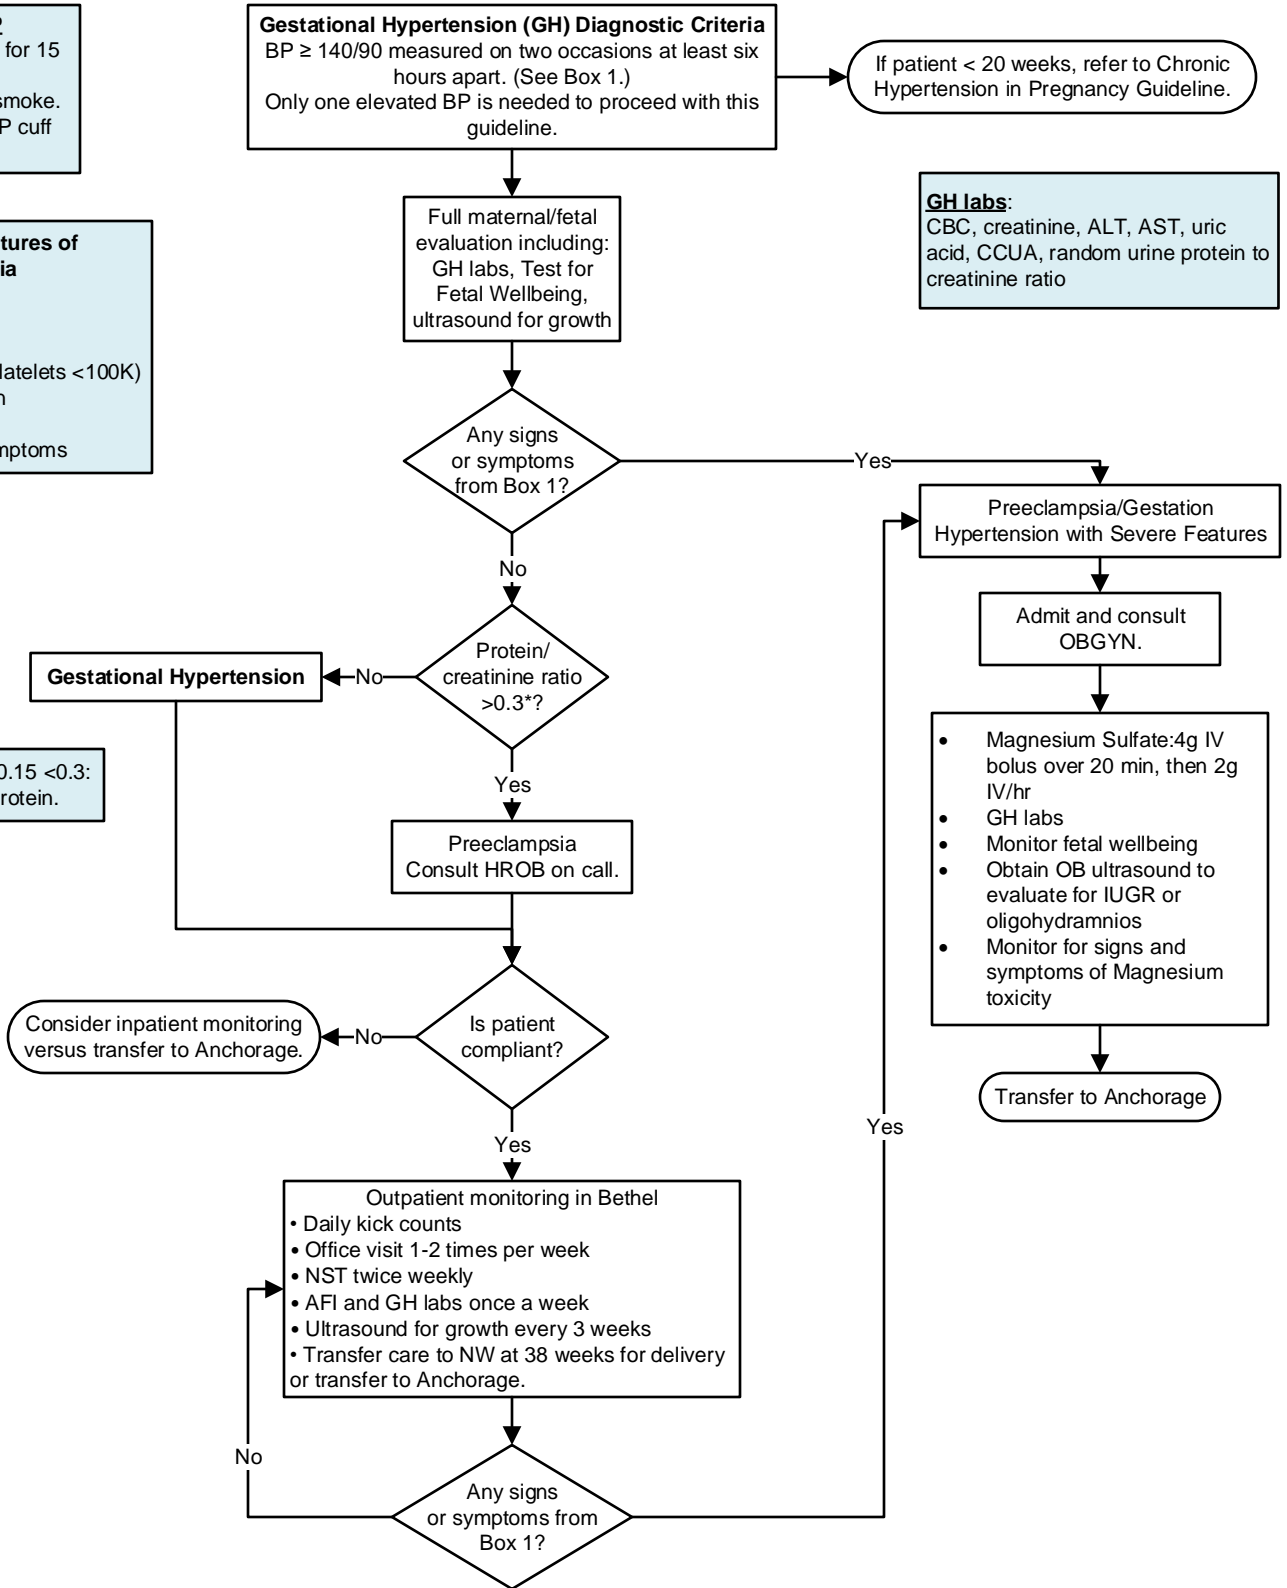 2
for 15
smoke.
P cuff
Gestational Hypertension (GH) Diagnostic Criteria
BP ≥ 140/90 measured on two occasions at least six
hours apart. (See Box 1.)
Only one elevated BP is needed to proceed with this
guideline.
If patient < 20 weeks, refer to Chronic
Hypertension in Pregnancy Guideline.
tures of
ia
latelets <100K)
n
mptoms
Full maternal/fetal
evaluation including:
GH labs, Test for
Fetal Wellbeing,
ultrasound for growth
GH labs:
CBC, creatinine, ALT, AST, uric
acid, CCUA, random urine protein to
creatinine ratio
Any signs
or symptoms
from Box 1?
Yes
No
Preeclampsia/Gestation
Hypertension with Severe Features
Admit and consult
OBGYN.
Protein/
creatinine ratio
>0.3*?
No
Gestational Hypertension
0.15 <0.3:
rotein.
Yes
Preeclampsia
Consult HROB on call.
• Magnesium Sulfate:4g IV
bolus over 20 min, then 2g
IV/hr
• GH labs
• Monitor fetal wellbeing
• Obtain OB ultrasound to
evaluate for IUGR or
oligohydramnios
• Monitor for signs and
symptoms of Magnesium
toxicity
Transfer to Anchorage
Is patient
compliant?
No
Consider inpatient monitoring
versus transfer to Anchorage.
Yes
Yes
Outpatient monitoring in Bethel
• Daily kick counts
• Office visit 1-2 times per week
• NST twice weekly
• AFI and GH labs once a week
• Ultrasound for growth every 3 weeks
• Transfer care to NW at 38 weeks for delivery
or transfer to Anchorage.
No
Any signs
or symptoms from
Box 1?